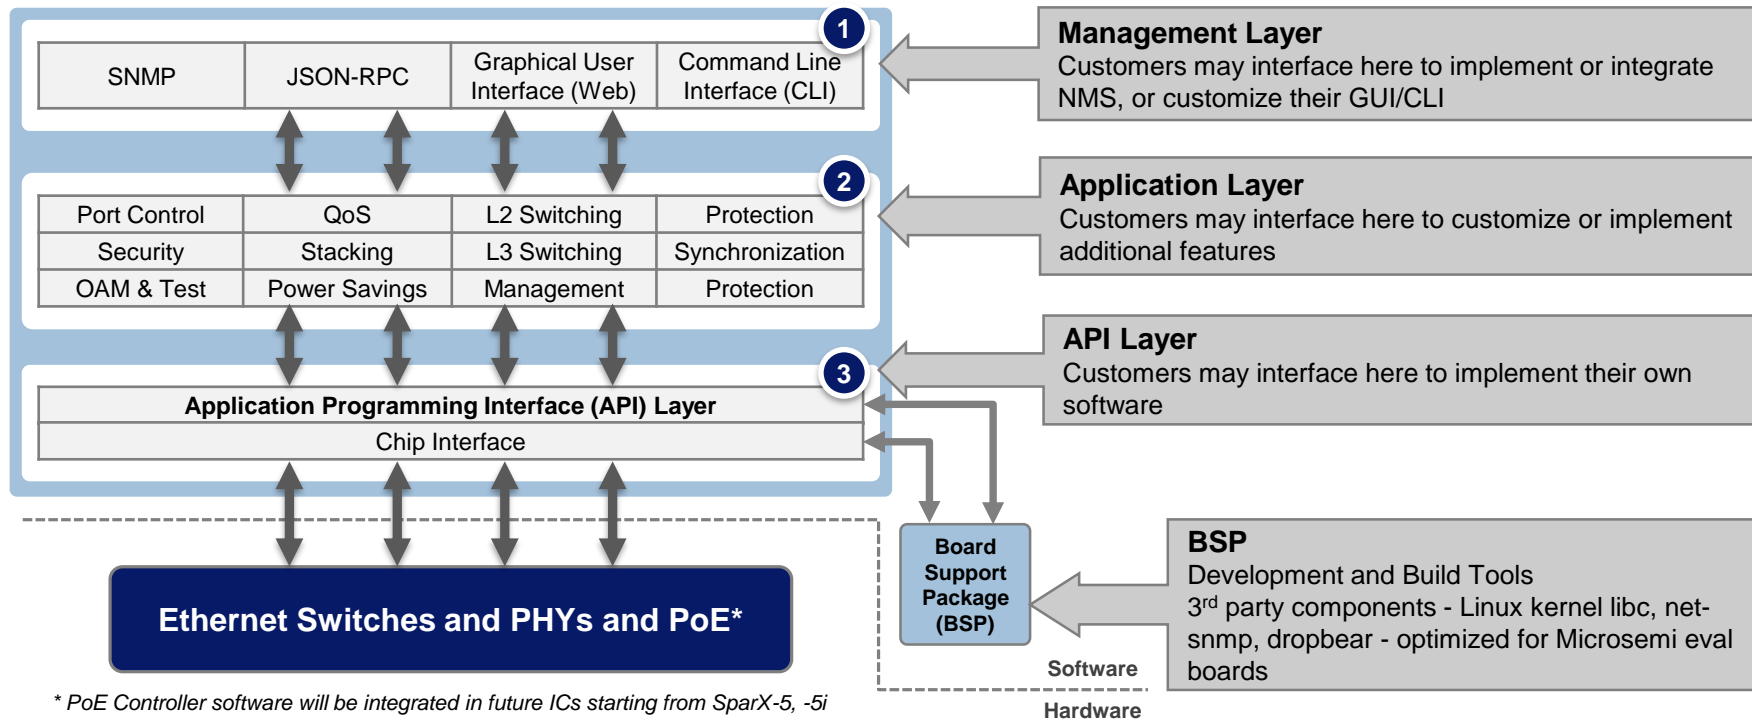 1
SNMP
JSON-RPC
Graphical User
Interface (Web)
Command Line
Interface (CLI)
Management Layer
Customers may interface here to implement or integrate
NMS, or customize their GUI/CLI
2
Port Control
QoS
L2 Switching
Protection
Security
Stacking
L3 Switching
Synchronization
OAM & Test
Power Savings
Management
Protection
Application Layer
Customers may interface here to customize or implement
additional features
3
Application Programming Interface (API) Layer
Chip Interface
API Layer
Customers may interface here to implement their own
software
Board
Support
Package
(BSP)
BSP
Development and Build Tools
3rd party components - Linux kernel libc, net-
snmp, dropbear - optimized for Microsemi eval
boards
Ethernet Switches and PHYs and PoE*
Software
Hardware
* PoE Controller software will be integrated in future ICs starting from SparX-5, -5i